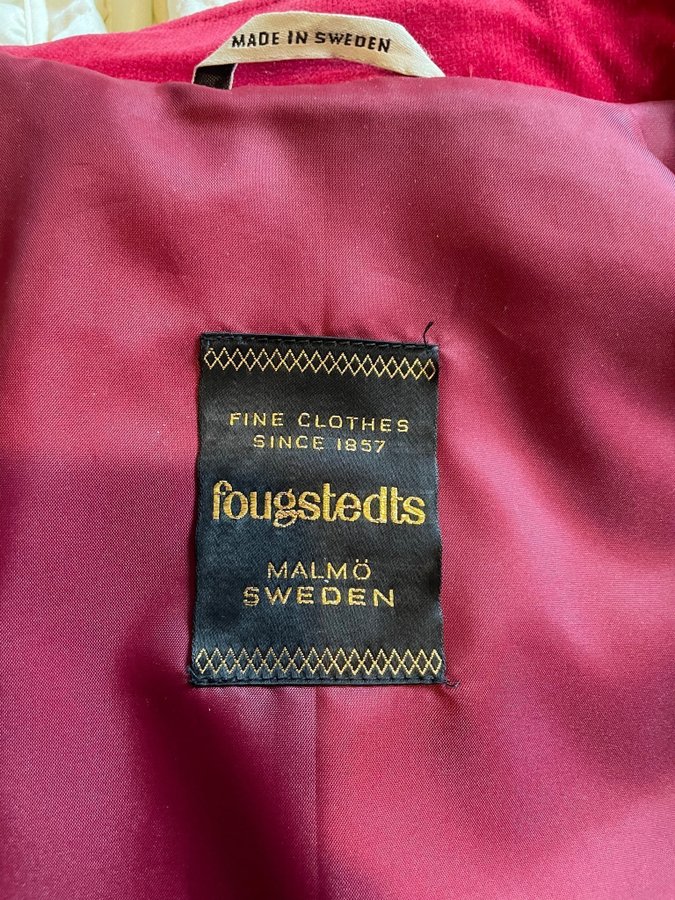 MADE IN SWEDEN
FINE CLOTHES
SINCE 1857
fougstedts
MALMÖ
SWEDEN